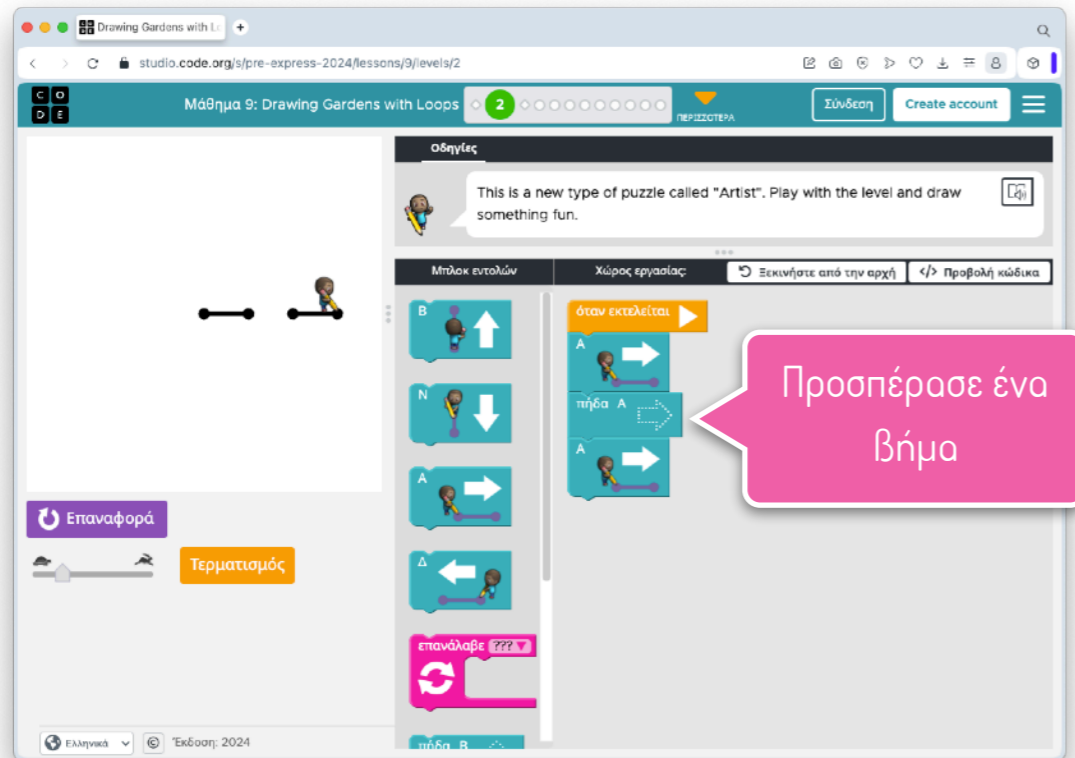 Drawing Gardens with Lo
studio.code.org/s/pre-express-2024/lessons/9/levels/2
C O
D E
Μάθημα 9: Drawing Gardens with Loops
2
ΠΕΡΙΣΣΟΤΕΡΑ
Σύνδεση
Create account
Οδηγίες
This is a new type of puzzle called "Artist". Play with the level and draw
something fun.
Μπλοκ εντολών
Χώρος εργασίας:
Ξεκινήστε από την αρχή
</> Προβολή κώδικα
Β
Ν
Α
Δ
επανάλαβε ???
πήδα Β
όταν εκτελείται
Α
πήδα Α
Α
Προσπέρασε ένα
βήμα
Επαναφορά
Τερματισμός
Ελληνικά
©
Έκδοση: 2024